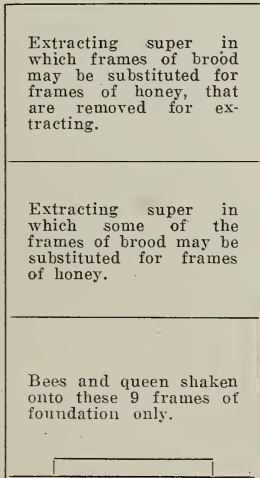 Extracting super in
which frames of brood
may be substituted for
frames of honey, that
are removed for ex-
tracting.
Extracting super in
which some of the
frames of brood may be
substituted for frames
of honey.
Bees and queen shaken
onto these 9 frames of
foundation only.